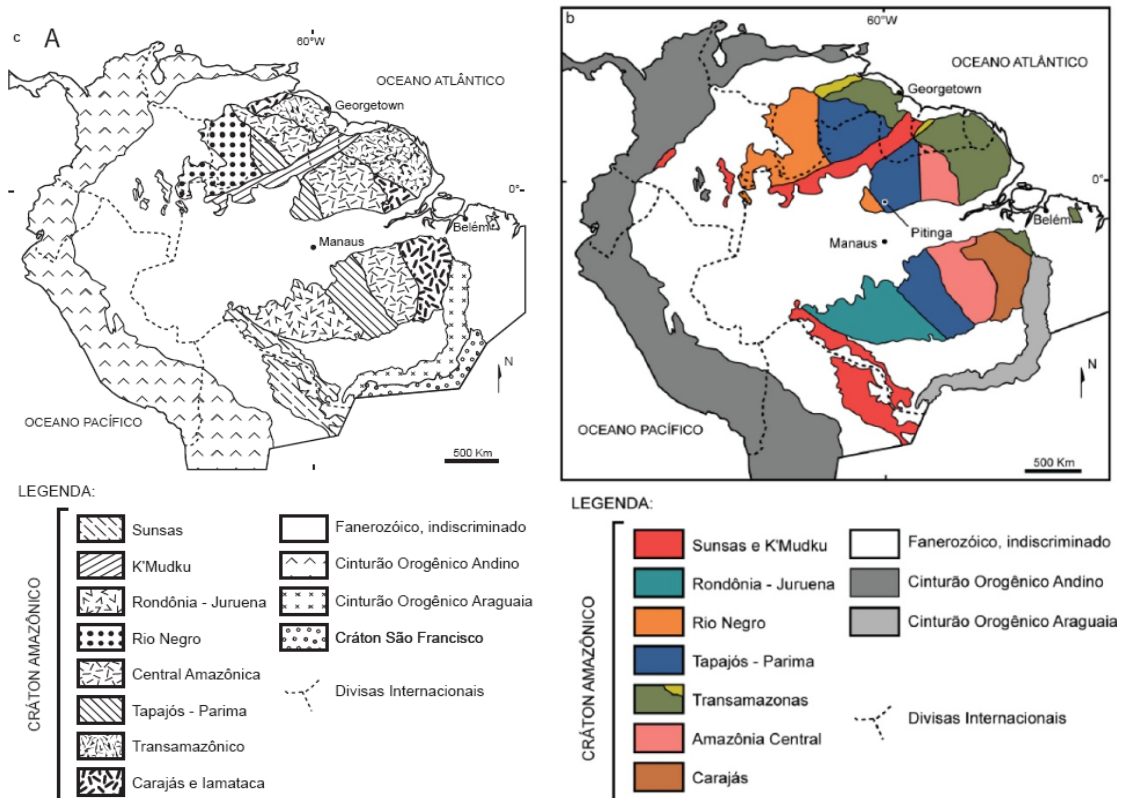 c A
60°W
OCEANO ATLÂNTICO
Georgetown
0°
Belém
Manaus
N
OCEANO PACÍFICO
500 Km
LEGENDA:
CRÁTON AMAZÔNICO
Sunsas
K'Mudku
Rondônia - Juruena
Rio Negro
Central Amazônica
Tapajós - Parima
Transamazônico
Carajás e Iamataca
Fanerozóico, indiscriminado
Cinturão Orogênico Andino
Cinturão Orogênico Araguaia
Cráton São Francisco
Divisas Internacionais
b
60°W
OCEANO ATLÂNTICO
Georgetown
0°
Belém
Pitinga
Manaus
N
OCEANO PACÍFICO
500 Km
LEGENDA:
CRÁTON AMAZÔNICO
Sunsas e K'Mudku
Rondônia - Juruena
Rio Negro
Tapajós - Parima
Transamazonas
Amazônia Central
Carajás
Fanerozóico, indiscriminado
Cinturão Orogênico Andino
Cinturão Orogênico Araguaia
Divisas Internacionais